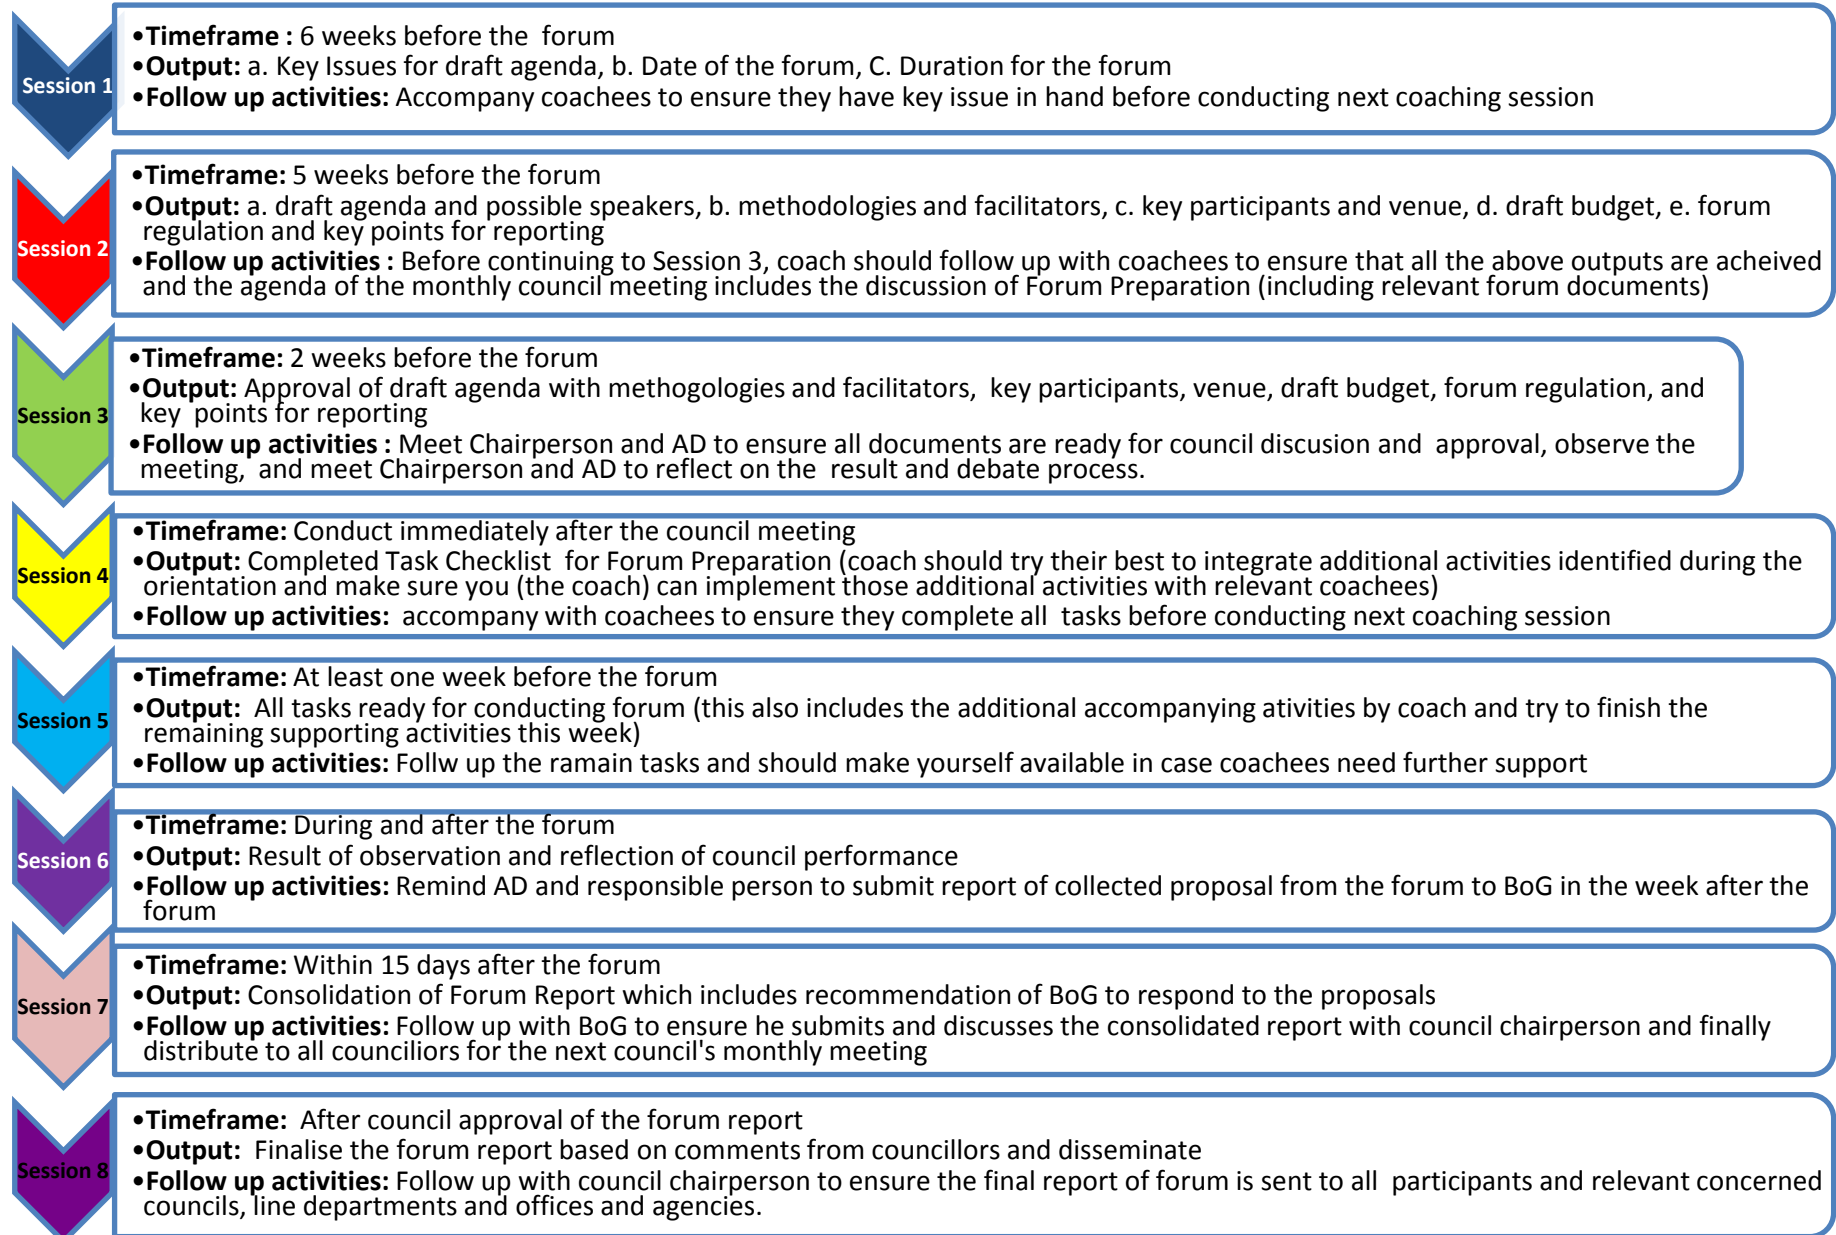 Session 1
•Timeframe : 6 weeks before the  forum
•Output: a. Key Issues for draft agenda, b. Date of the forum, C. Duration for the forum
•Follow up activities: Accompany coachees to ensure they have key issue in hand before conducting next coaching session
Session 2
•Timeframe: 5 weeks before the forum
•Output: a. draft agenda and possible speakers, b. methodologies and facilitators, c. key participants and venue, d. draft budget, e. forum
regulation and key points for reporting
•Follow up activities : Before continuing to Session 3, coach should follow up with coachees to ensure that all the above outputs are acheived
and the agenda of the monthly council meeting includes the discussion of Forum Preparation (including relevant forum documents)
Session 3
•Timeframe: 2 weeks before the forum
•Output: Approval of draft agenda with methogologies and facilitators,  key participants, venue, draft budget, forum regulation, and
key  points for reporting
•Follow up activities : Meet Chairperson and AD to ensure all documents are ready for council discusion and  approval, observe the
meeting,  and meet Chairperson and AD to reflect on the  result and debate process.
Session 4
•Timeframe: Conduct immediately after the council meeting
•Output: Completed Task Checklist  for Forum Preparation (coach should try their best to integrate additional activities identified during the
orientation and make sure you (the coach) can implement those additional activities with relevant coachees)
•Follow up activities:  accompany with coachees to ensure they complete all  tasks before conducting next coaching session
Session 5
•Timeframe: At least one week before the forum
•Output:  All tasks ready for conducting forum (this also includes the additional accompanying ativities by coach and try to finish the
remaining supporting activities this week)
•Follow up activities: Follw up the ramain tasks and should make yourself available in case coachees need further support
Session 6
•Timeframe: During and after the forum
•Output: Result of observation and reflection of council performance
•Follow up activities: Remind AD and responsible person to submit report of collected proposal from the forum to BoG in the week after the
forum
Session 7
•Timeframe: Within 15 days after the forum
•Output: Consolidation of Forum Report which includes recommendation of BoG to respond to the proposals
•Follow up activities: Follow up with BoG to ensure he submits and discusses the consolidated report with council chairperson and finally
distribute to all counciliors for the next council's monthly meeting
Session 8
•Timeframe:  After council approval of the forum report
•Output:  Finalise the forum report based on comments from councillors and disseminate
•Follow up activities: Follow up with council chairperson to ensure the final report of forum is sent to all  participants and relevant concerned
councils, line departments and offices and agencies.